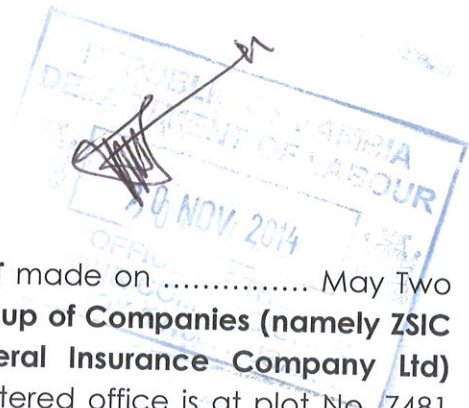 REPUBLIC OF ZAMBIA
DEPARTMENT OF LABOUR
NOV 2014
T made on ............... May Two
up of Companies (namely ZSIC
eral Insurance Company Ltd)
tered office is at plot No. 7481